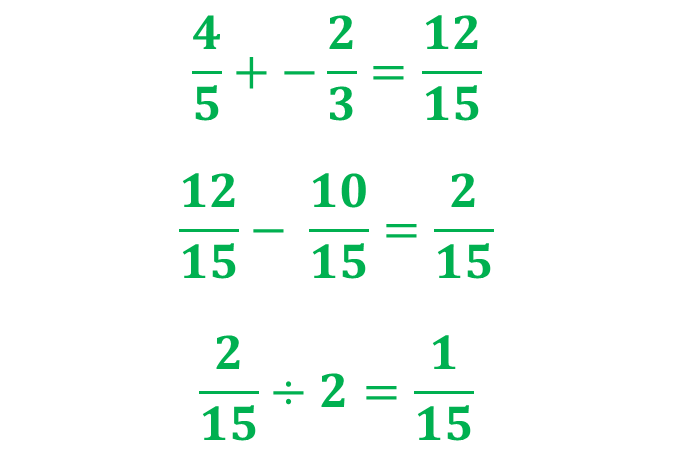 4/5 + − 2/3 = 12/15
12/15 − 10/15 = 2/15
2/15 ÷ 2 = 1/15